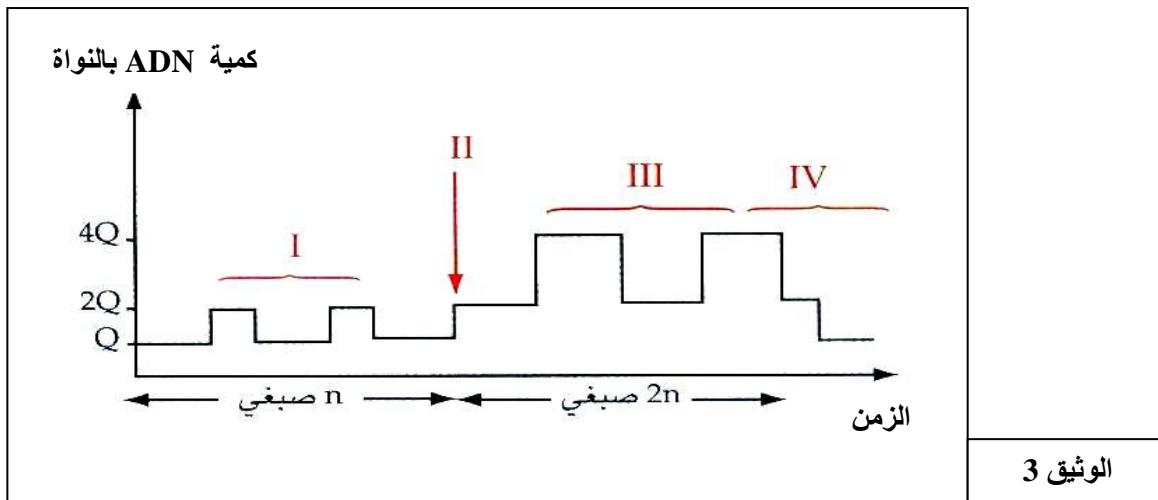 كمية ADN بالنواة
II
III
IV
I
4Q
2Q
Q
n صبغي
2n صبغي
الزمن
الوثيق 3